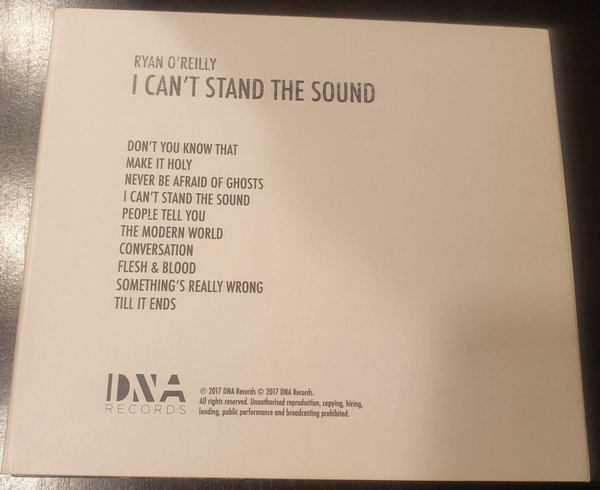 RYAN O'REILLY
I CAN'T STAND THE SOUND
DON'T YOU KNOW THAT
MAKE IT HOLY
NEVER BE AFRAID OF GHOSTS
I CAN'T STAND THE SOUND
PEOPLE TELL YOU
THE MODERN WORLD
CONVERSATION
FLESH & BLOOD
SOMETHING'S REALLY WRONG
TILL IT ENDS
DNA
RECORDS
℗ 2017 DNA Records © 2017 DNA Records.
All rights reserved. Unauthorised reproduction, copying, hiring,
lending, public performance and broadcasting prohibited.